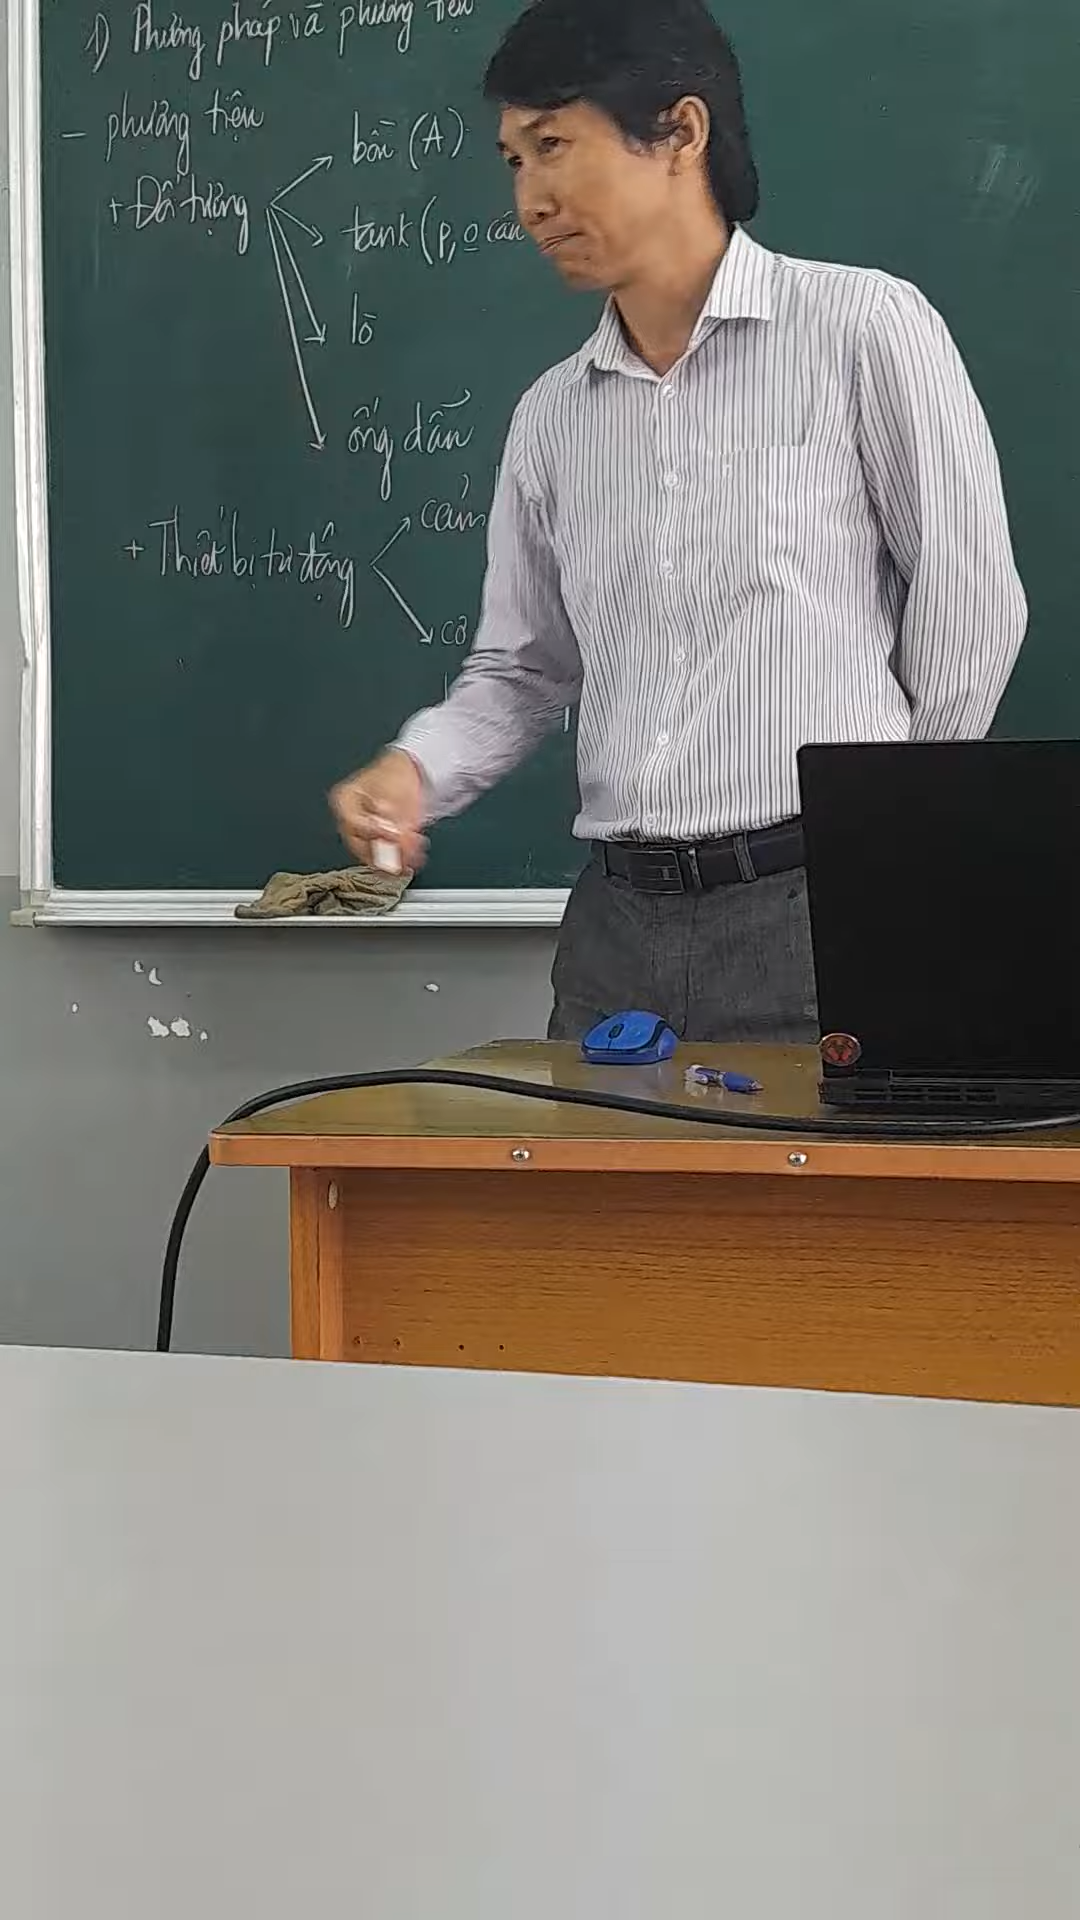 1) Phương pháp và phương tiện
- phương tiện
+ Đối tượng
bồn (A)
tank (p, o cán
lò
ống dẫn
+ Thiết bị tự động
cảm
cơ